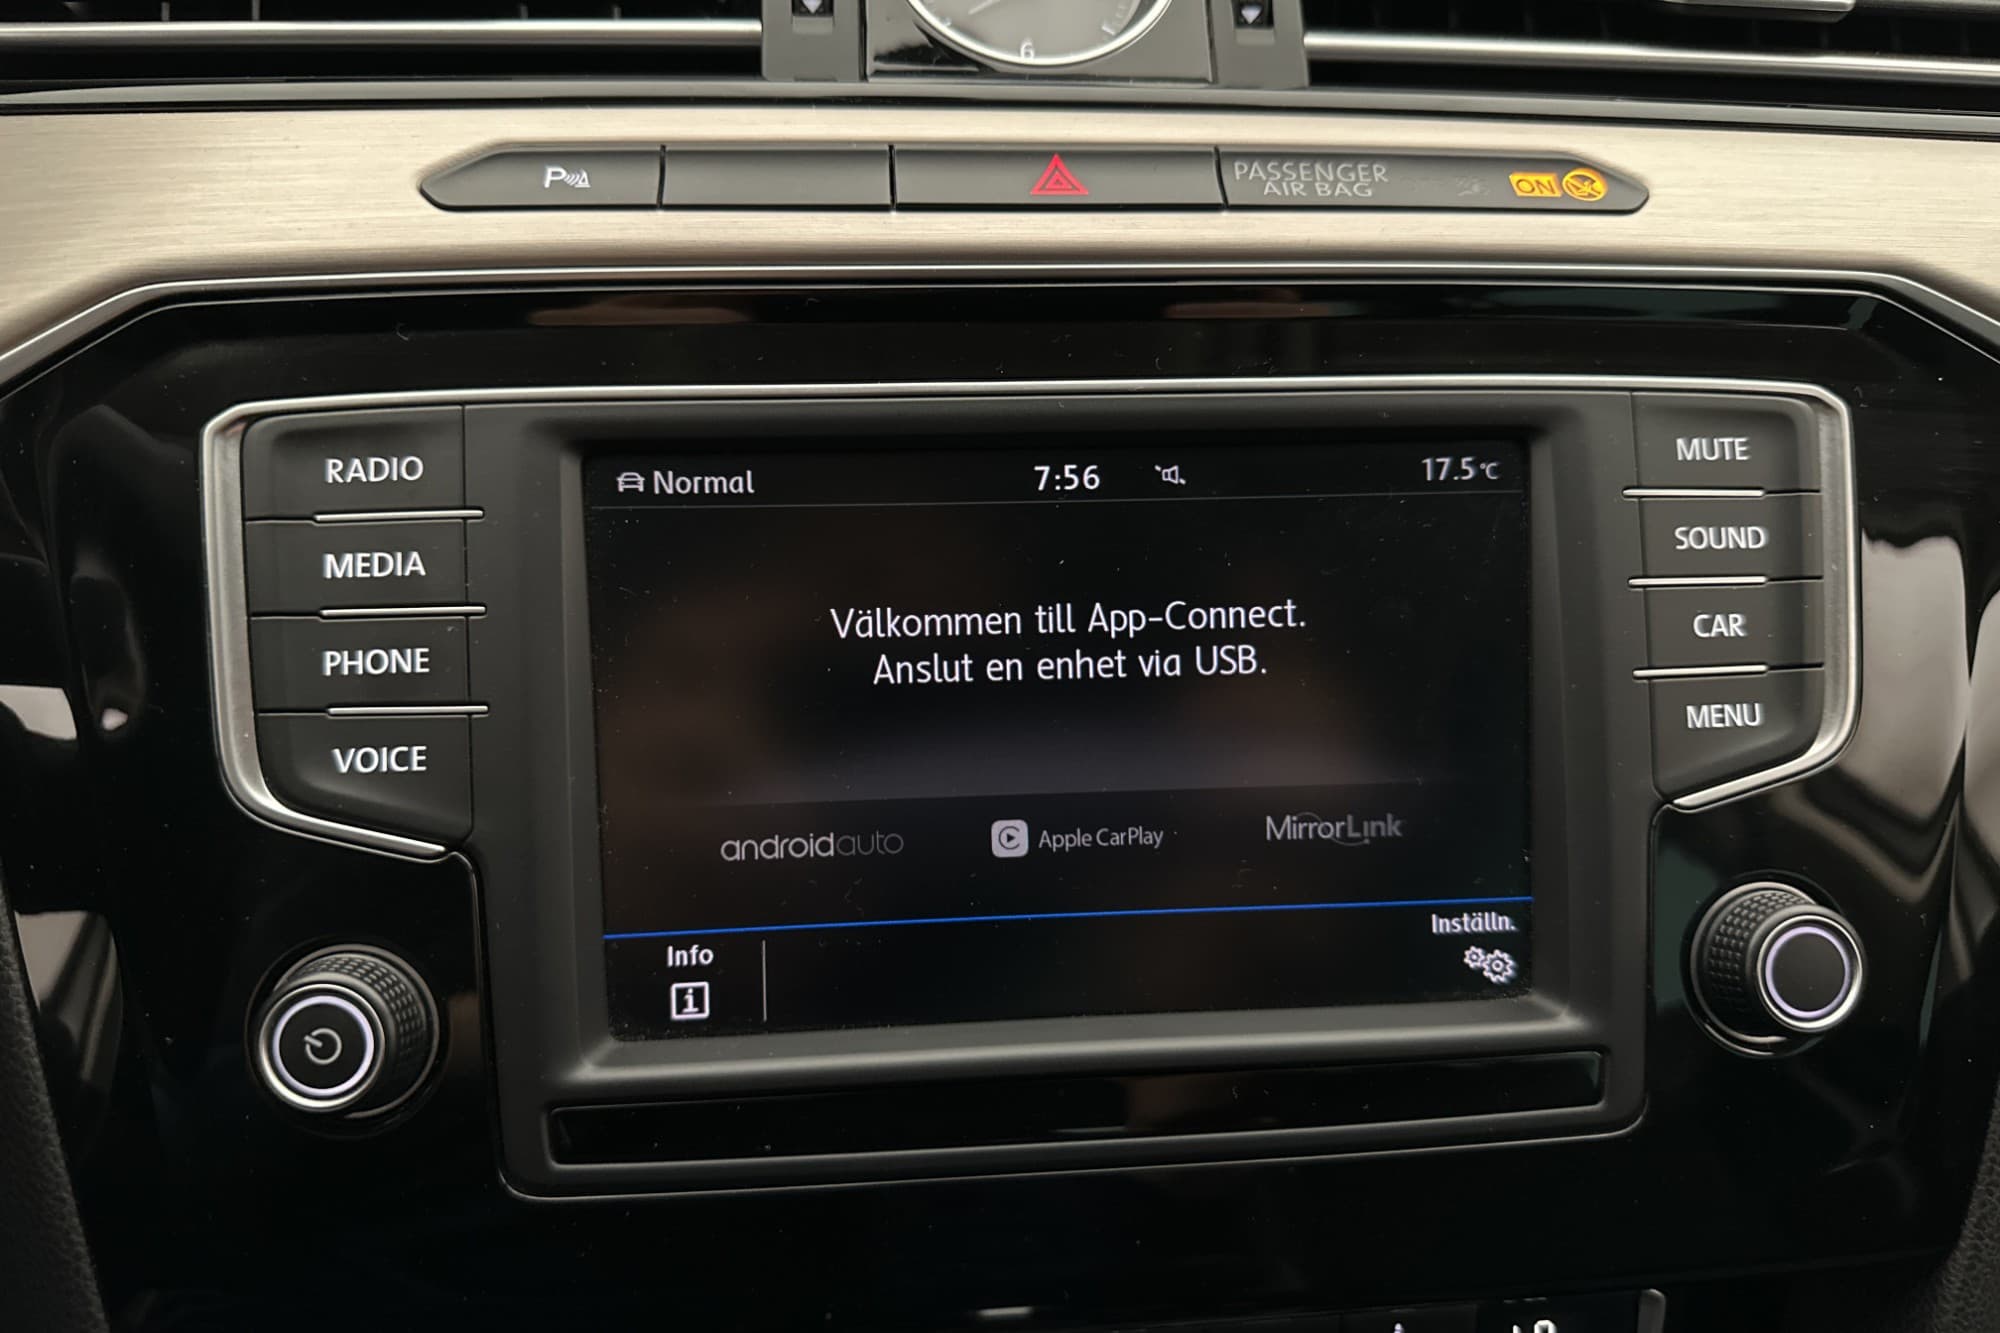 6
P
PASSENGER
AIR BAG
ON
RADIO
MEDIA
PHONE
VOICE
Normal
7:56
17.5°C
Välkommen till App-Connect.
Anslut en enhet via USB.
androidauto
Apple CarPlay
MirrorLink
Info
i
Inställn.
MUTE
SOUND
CAR
MENU